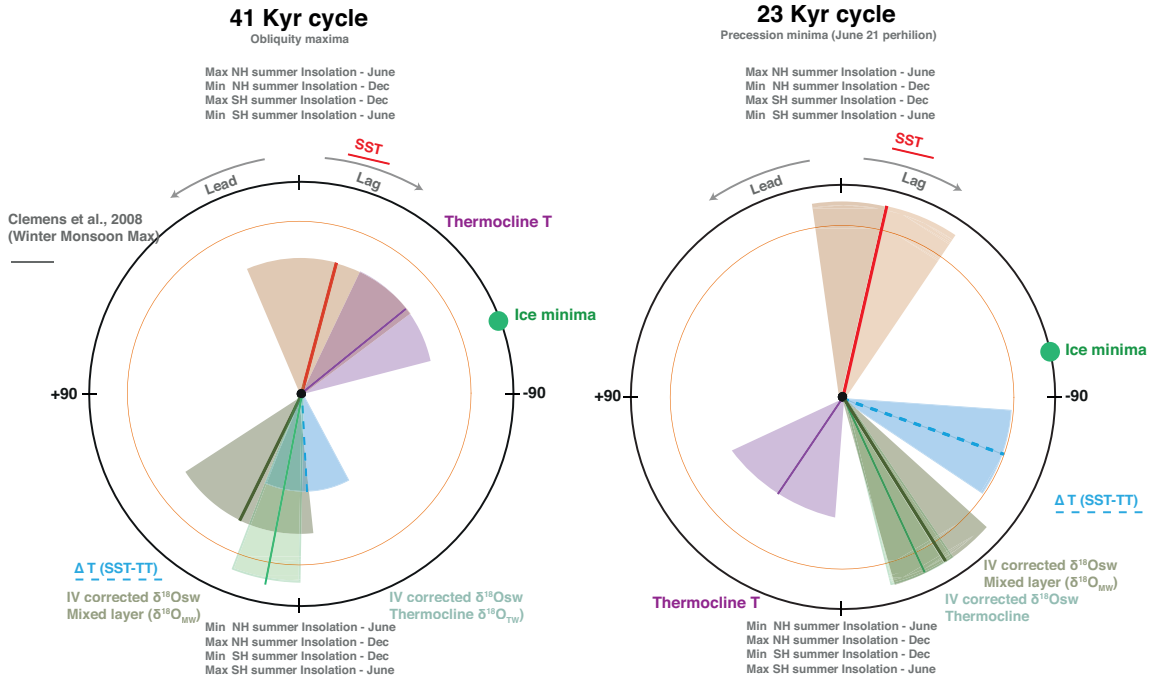 41 Kyr cycle
Obliquity maxima
Max NH summer Insolation - June
Min NH summer Insolation - Dec
Max SH summer Insolation - Dec
Min SH summer Insolation - June
SST
Lead
Lag
Clemens et al., 2008
(Winter Monsoon Max)
Thermocline T
Ice minima
+90
-90
Δ T (SST-TT)
IV corrected δ¹⁸Osw
Mixed layer (δ¹⁸O_MW)
IV corrected δ¹⁸Osw
Thermocline δ¹⁸O_TW)
Min NH summer Insolation - June
Max NH summer Insolation - Dec
Min SH summer Insolation - Dec
Max SH summer Insolation - June
23 Kyr cycle
Precession minima (June 21 perhilion)
Max NH summer Insolation - June
Min NH summer Insolation - Dec
Max SH summer Insolation - Dec
Min SH summer Insolation - June
SST
Lead
Lag
Ice minima
+90
-90
Δ T (SST-TT)
IV corrected δ¹⁸Osw
Mixed layer (δ¹⁸O_MW)
IV corrected δ¹⁸Osw
Thermocline
Thermocline T
Min NH summer Insolation - June
Max NH summer Insolation - Dec
Min SH summer Insolation - Dec
Max SH summer Insolation - June